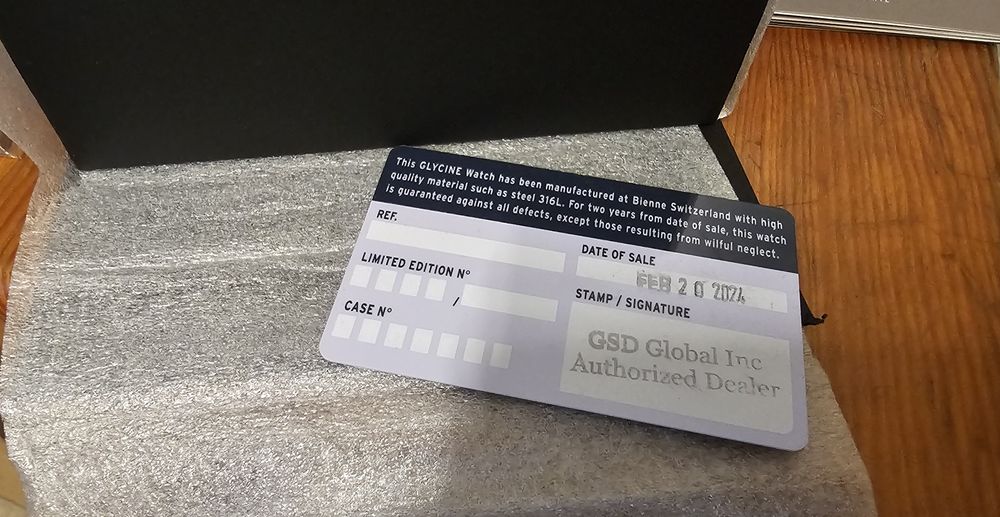 This GLYCINE Watch has been manufactured at Bienne Switzerland with high
quality material such as steel 316L. For two years from date of sale, this watch
is guaranteed against all defects, except those resulting from wilful neglect.
REF.
LIMITED EDITION Nº
/
CASE Nº
DATE OF SALE
FEB 20 2024
STAMP / SIGNATURE
GSD Global Inc
Authorized Dealer